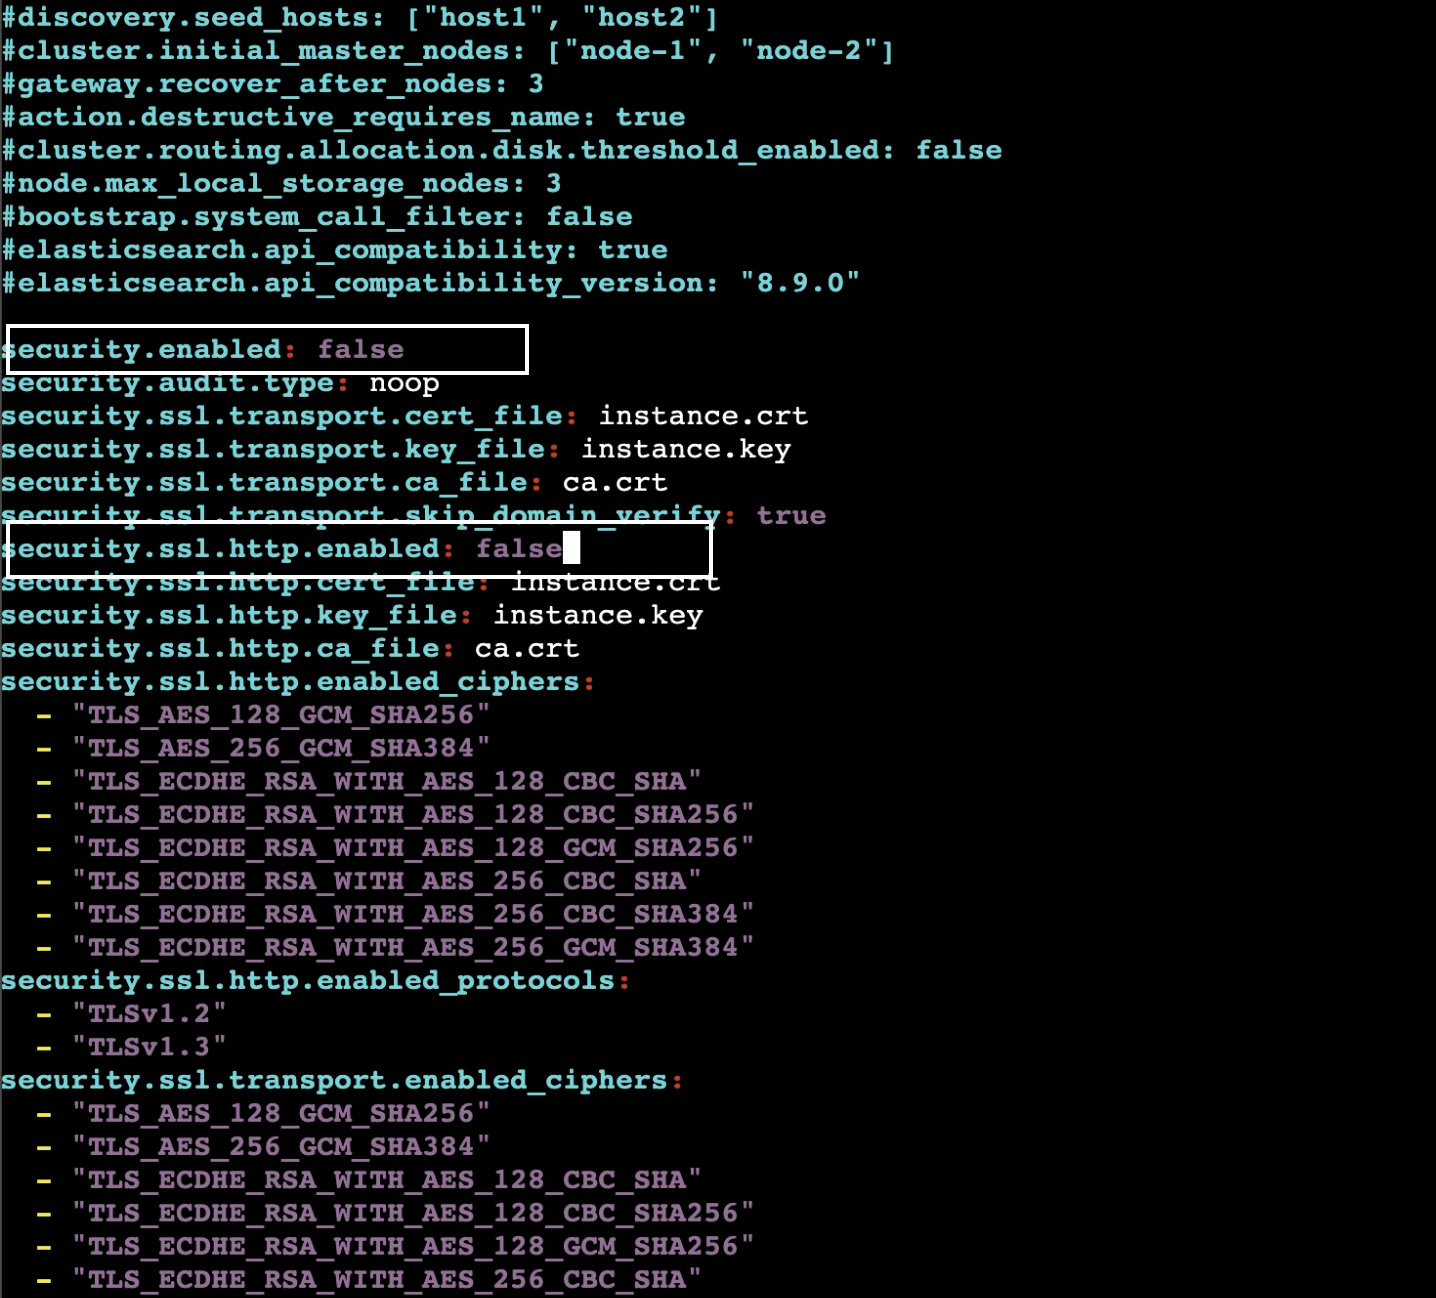 #discovery.seed_hosts: ["host1", "host2"]
#cluster.initial_master_nodes: ["node-1", "node-2"]
#gateway.recover_after_nodes: 3
#action.destructive_requires_name: true
#cluster.routing.allocation.disk.threshold_enabled: false
#node.max_local_storage_nodes: 3
#bootstrap.system_call_filter: false
#elasticsearch.api_compatibility: true
#elasticsearch.api_compatibility_version: "8.9.0"
security.enabled: false
security.audit.type: noop
security.ssl.transport.cert_file: instance.crt
security.ssl.transport.key_file: instance.key
security.ssl.transport.ca_file: ca.crt
security.ssl.transport.skip_domain_verify: true
security.ssl.http.enabled: false
security.ssl.http.cert_file: instance.crt
security.ssl.http.key_file: instance.key
security.ssl.http.ca_file: ca.crt
security.ssl.http.enabled_ciphers:
  - "TLS_AES_128_GCM_SHA256"
  - "TLS_AES_256_GCM_SHA384"
  - "TLS_ECDHE_RSA_WITH_AES_128_CBC_SHA"
  - "TLS_ECDHE_RSA_WITH_AES_128_CBC_SHA256"
  - "TLS_ECDHE_RSA_WITH_AES_128_GCM_SHA256"
  - "TLS_ECDHE_RSA_WITH_AES_256_CBC_SHA"
  - "TLS_ECDHE_RSA_WITH_AES_256_CBC_SHA384"
  - "TLS_ECDHE_RSA_WITH_AES_256_GCM_SHA384"
security.ssl.http.enabled_protocols:
  - "TLSv1.2"
  - "TLSv1.3"
security.ssl.transport.enabled_ciphers:
  - "TLS_AES_128_GCM_SHA256"
  - "TLS_AES_256_GCM_SHA384"
  - "TLS_ECDHE_RSA_WITH_AES_128_CBC_SHA"
  - "TLS_ECDHE_RSA_WITH_AES_128_CBC_SHA256"
  - "TLS_ECDHE_RSA_WITH_AES_128_GCM_SHA256"
  - "TLS_ECDHE_RSA_WITH_AES_256_CBC_SHA"